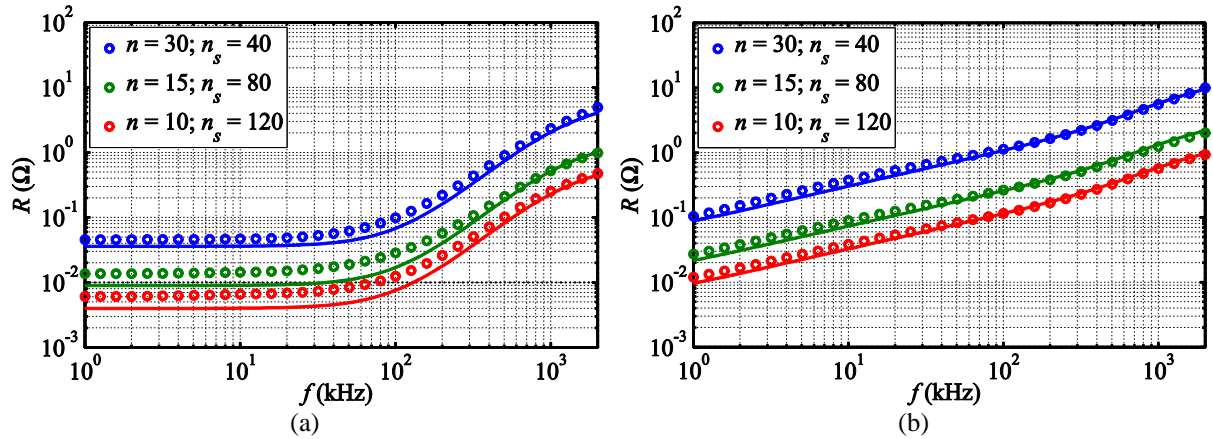 10^2
10^1
10^0
10^-1
10^-2
10^-3
R (Ω)
n = 30; n_s = 40
n = 15; n_s = 80
n = 10; n_s = 120
10^0
10^1
10^2
10^3
f (kHz)
(a)
10^2
10^1
10^0
10^-1
10^-2
10^-3
R (Ω)
n = 30; n_s = 40
n = 15; n_s = 80
n = 10; n_s = 120
10^0
10^1
10^2
10^3
f (kHz)
(b)